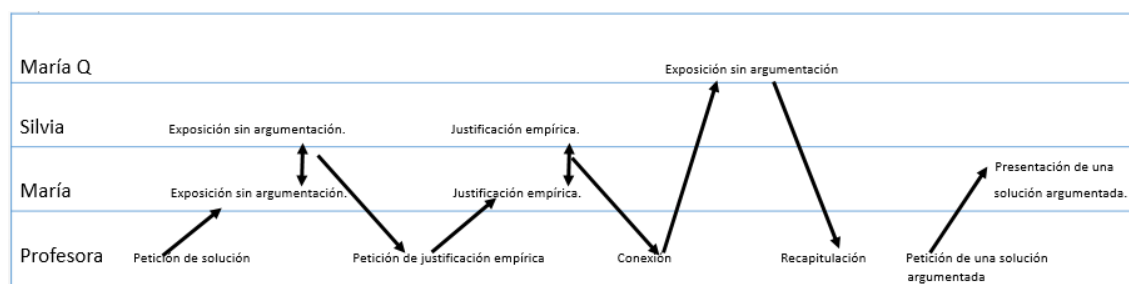 María Q
Exposición sin argumentación
Silvia
Exposición sin argumentación.
Justificación empírica.
María
Exposición sin argumentación.
Justificación empírica.
Presentación de una
solución argumentada.
Profesora
Petición de solución
Petición de justificación empírica
Conexión
Recapitulación
Petición de una solución
argumentada